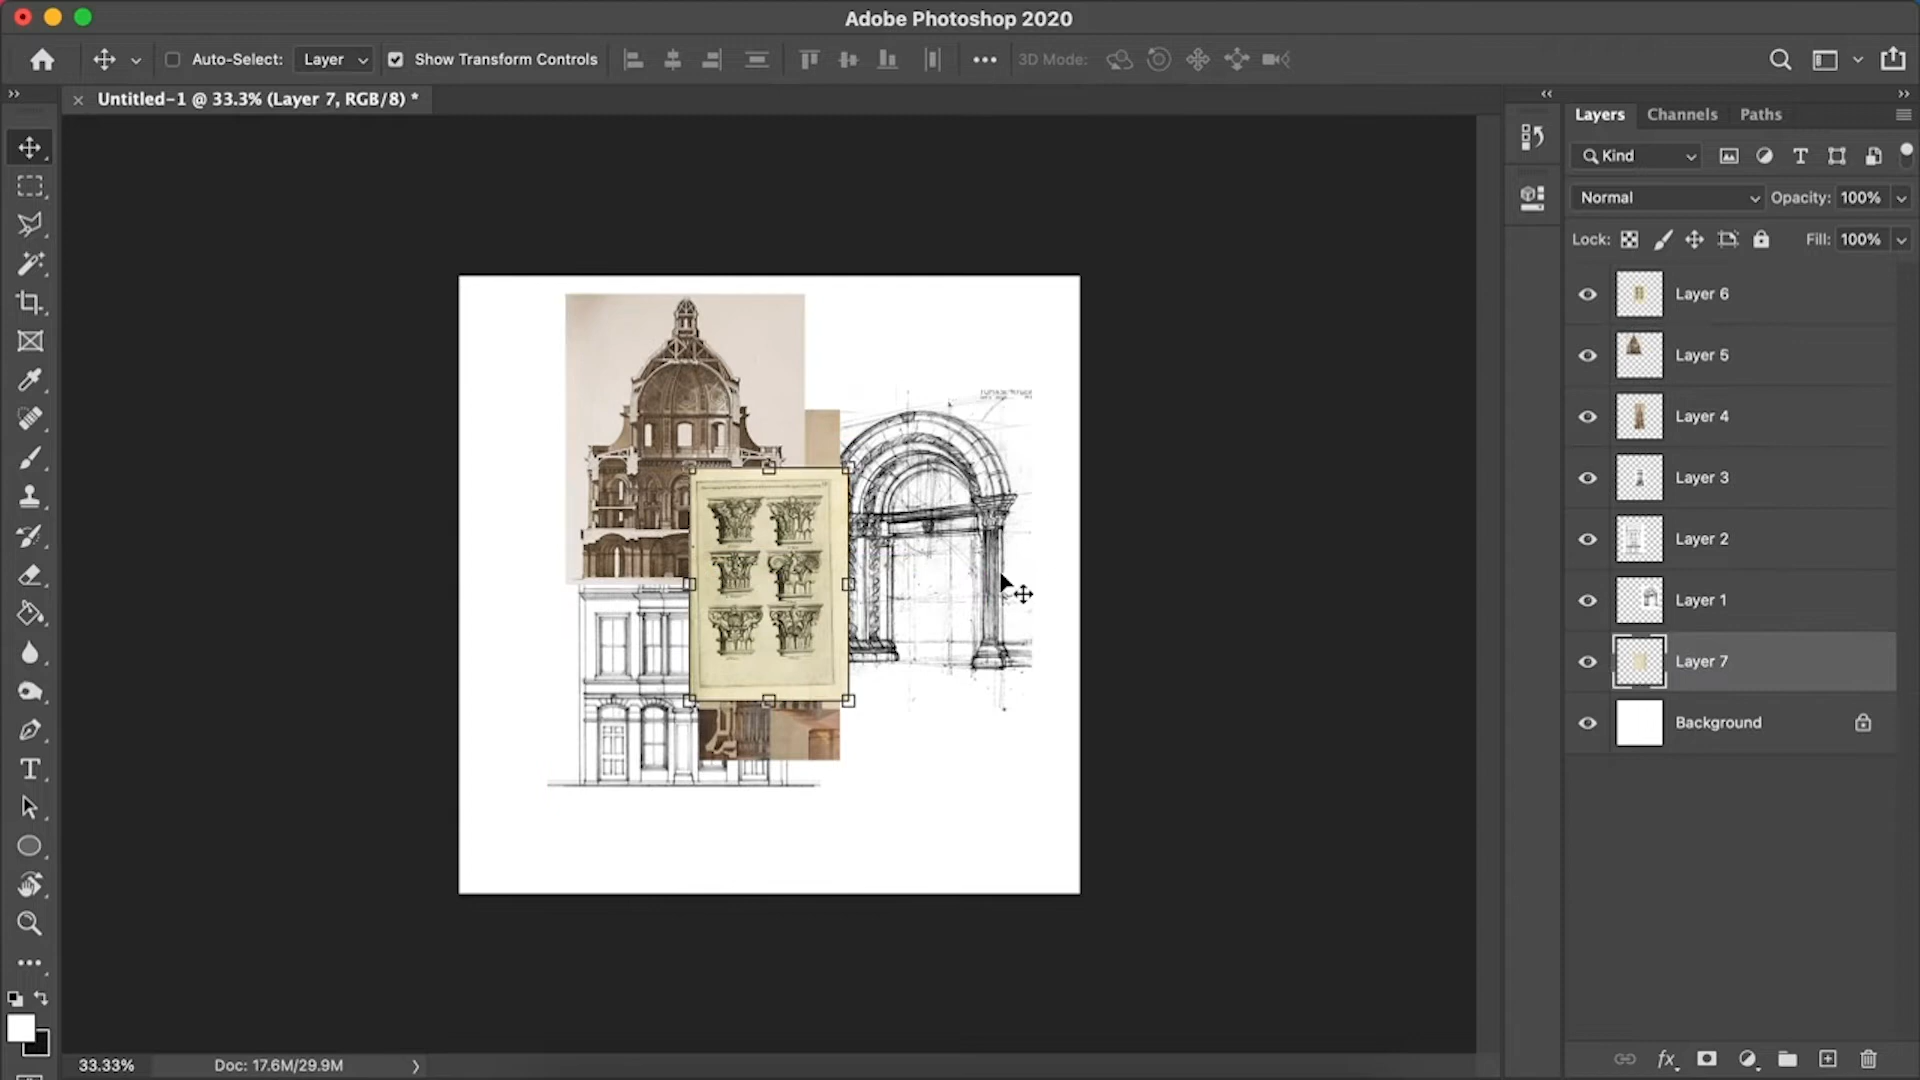 Adobe Photoshop 2020
Auto-Select: Layer Show Transform Controls 3D Mode:
Untitled-1 @ 33.3% (Layer 7, RGB/8) *
Layers Channels Paths
Kind
Normal Opacity: 100%
Lock: Fill: 100%
Layer 6
Layer 5
Layer 4
Layer 3
Layer 2
Layer 1
Layer 7
Background
33.33% Doc: 17.6M/29.9M